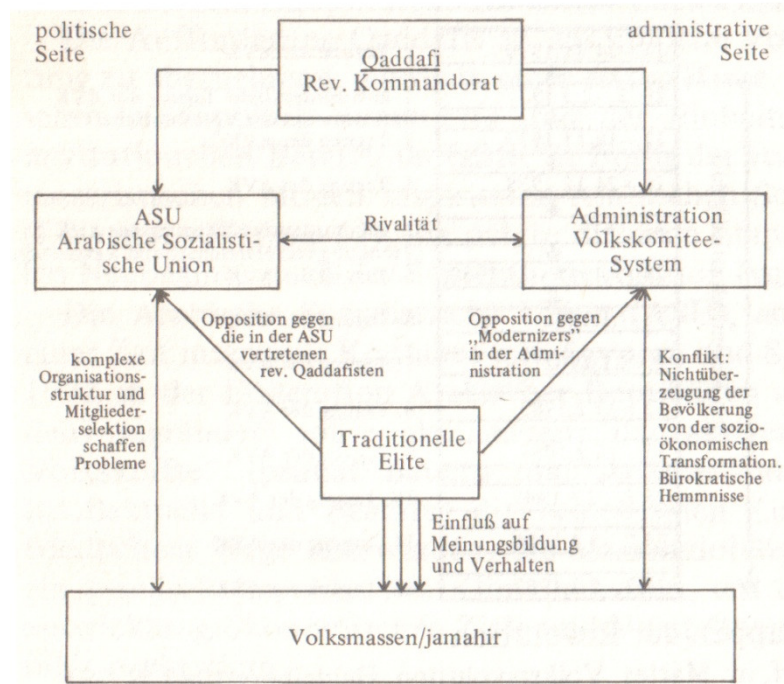 politische
Seite
Qaddafi
Rev. Kommandorat
administrative
Seite
ASU
Arabische Sozialisti-
sche Union
Rivalität
Administration
Volkskomitee-
System
komplexe
Organisations-
struktur und
Mitglieder-
selektion
schaffen
Probleme
Opposition gegen
die in der ASU
vertretenen
rev. Qaddafisten
Opposition gegen
„Modernizers”
in der Admi-
nistration
Konflikt:
Nichtüber-
zeugung der
Bevölkerung
von der sozio-
ökonomischen
Transformation.
Bürokratische
Hemmnisse
Traditionelle
Elite
Einfluß auf
Meinungsbildung
und Verhalten
Volksmassen/jamahir